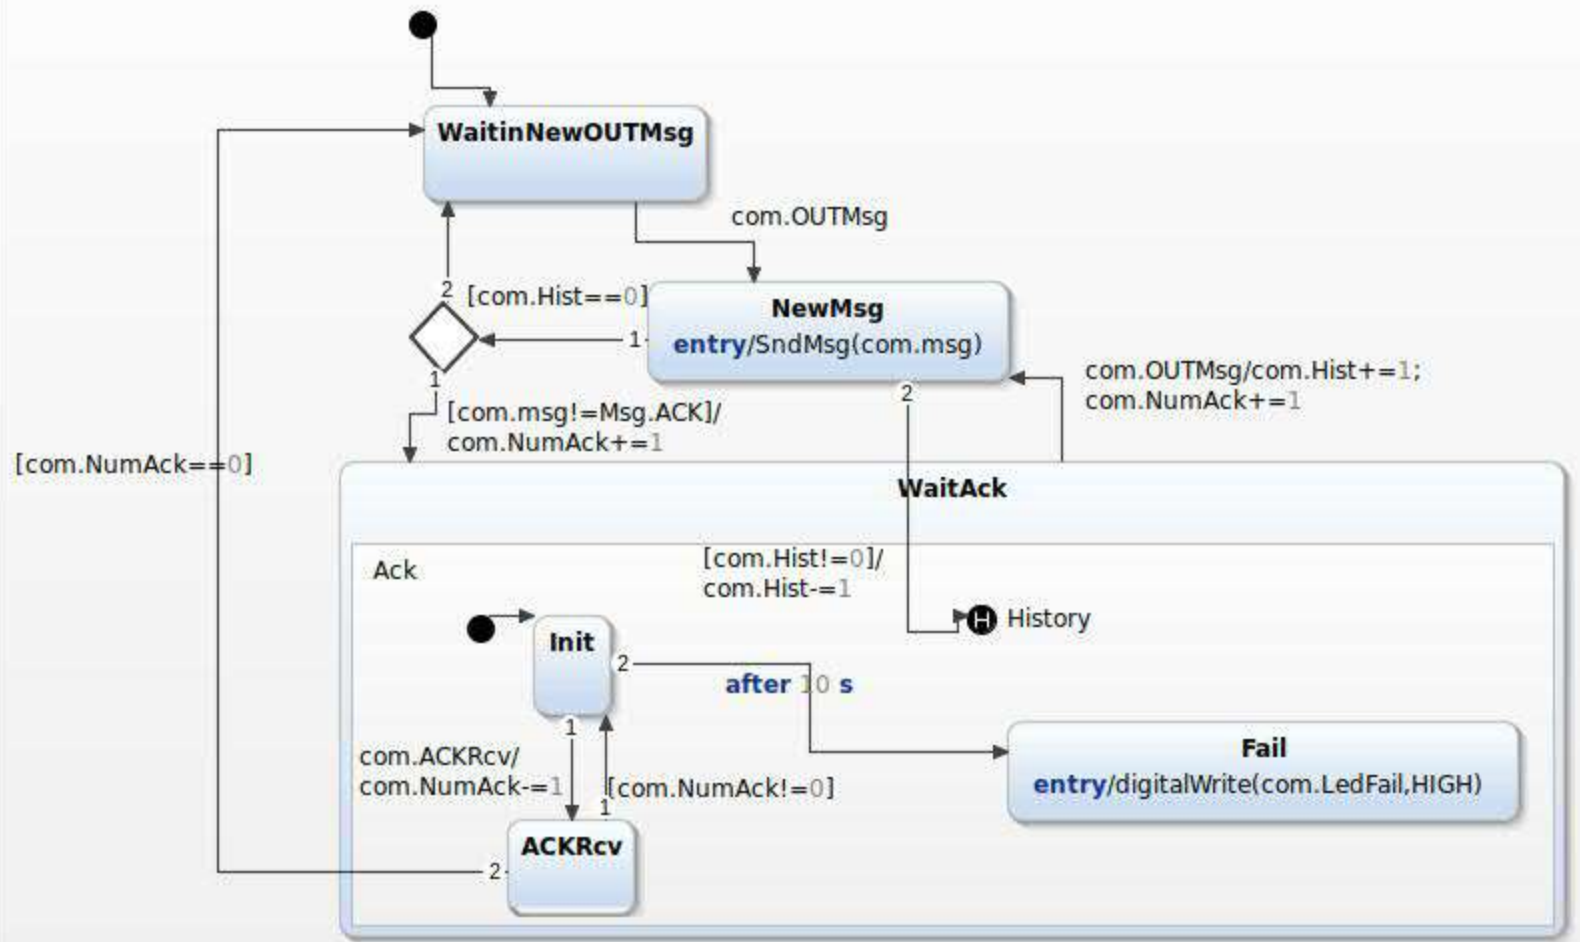 WaitinNewOUTMsg
com.OUTMsg
2
[com.Hist==0]
1
NewMsg
entry/SndMsg(com.msg)
1
[com.msg!=Msg.ACK]/
com.NumAck+=1
2
com.OUTMsg/com.Hist+=1;
com.NumAck+=1
[com.NumAck==0]
WaitAck
Ack
[com.Hist!=0]/
com.Hist-=1
H History
Init
2
after 10 s
1
com.ACKRcv/
com.NumAck-=1
[com.NumAck!=0]
1
Fail
entry/digitalWrite(com.LedFail,HIGH)
ACKRcv
2